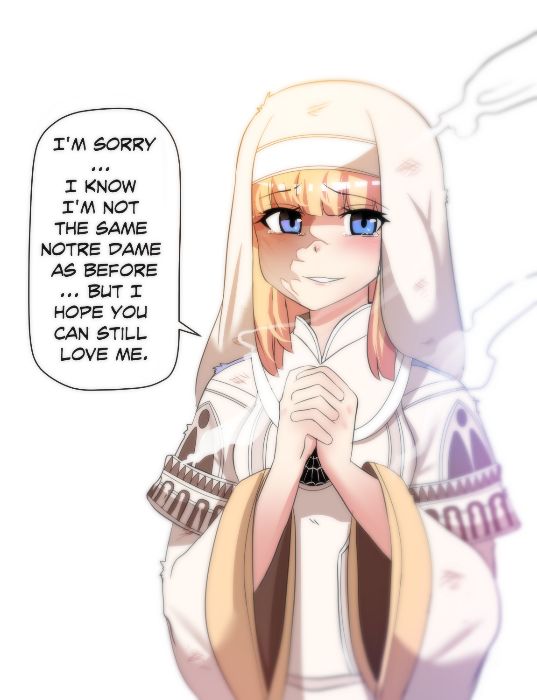 I'M SORRY
...
I KNOW
I'M NOT
THE SAME
NOTRE DAME
AS BEFORE
... BUT I
HOPE YOU
CAN STILL
LOVE ME.